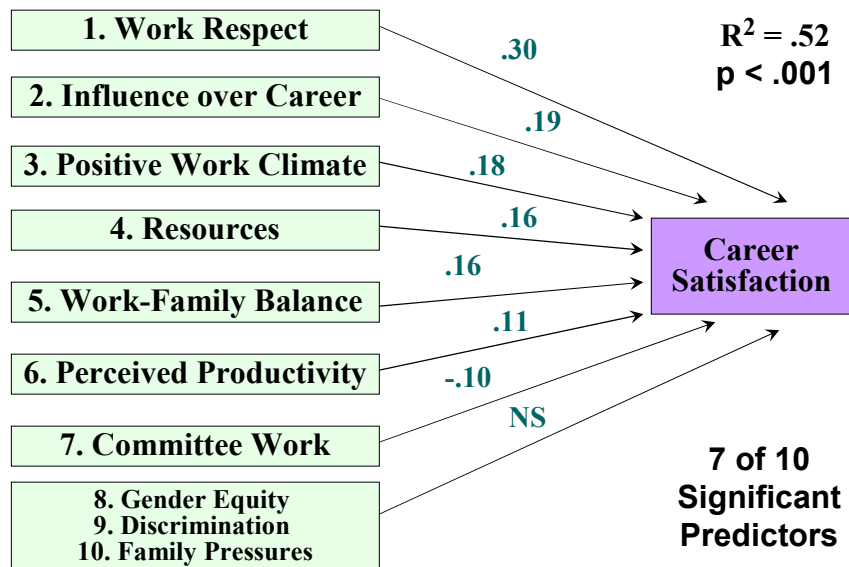 1. Work Respect
.30
R² = .52
p < .001
2. Influence over Career
.19
3. Positive Work Climate
.18
4. Resources
.16
Career
Satisfaction
.16
5. Work-Family Balance
.11
6. Perceived Productivity
-.10
NS
7. Committee Work
7 of 10
Significant
Predictors
8. Gender Equity
9. Discrimination
10. Family Pressures